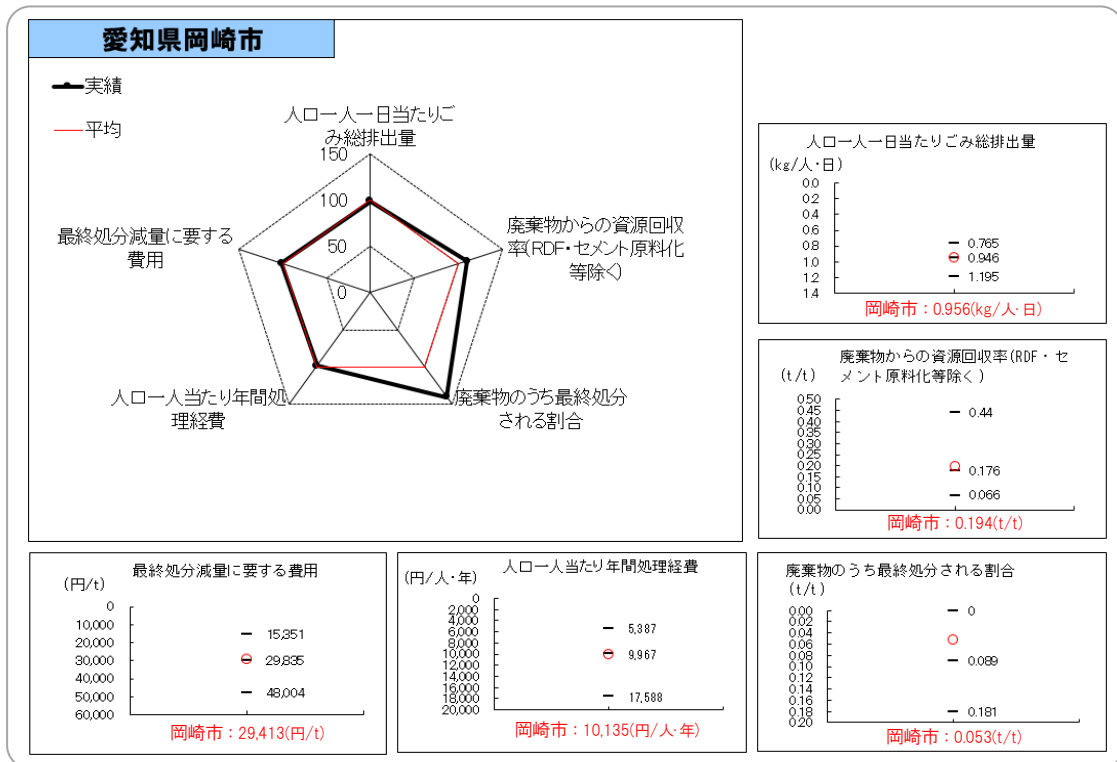 愛知県岡崎市
実績
平均
人口一人一日当たりご
み総排出量
150
100
50
0
廃棄物からの資源回収
率(RDF・セメント原料化
等除く)
廃棄物のうち最終処分
される割合
人口一人当たり年間処
理経費
最終処分減量に要する
費用
人口一人一日当たりごみ総排出量
(kg/人・日)
0.0
0.2
0.4
0.6
0.8
1.0
1.2
1.4
0.765
0.946
1.195
岡崎市：0.956(kg/人・日)
廃棄物からの資源回収率(RDF・セ
メント原料化等除く)
(t/t)
0.50
0.45
0.40
0.35
0.30
0.25
0.20
0.15
0.10
0.05
0.00
0.44
0.176
0.066
岡崎市：0.194(t/t)
最終処分減量に要する費用
(円/t)
0
10,000
20,000
30,000
40,000
50,000
60,000
15,351
29,835
48,004
岡崎市：29,413(円/t)
人口一人当たり年間処理経費
(円/人・年)
0
2,000
4,000
6,000
8,000
10,000
12,000
14,000
16,000
18,000
20,000
5,387
9,967
17,588
岡崎市：10,135(円/人・年)
廃棄物のうち最終処分される割合
(t/t)
0.00
0.02
0.04
0.06
0.08
0.10
0.12
0.14
0.16
0.18
0.20
0
0.089
0.181
岡崎市：0.053(t/t)